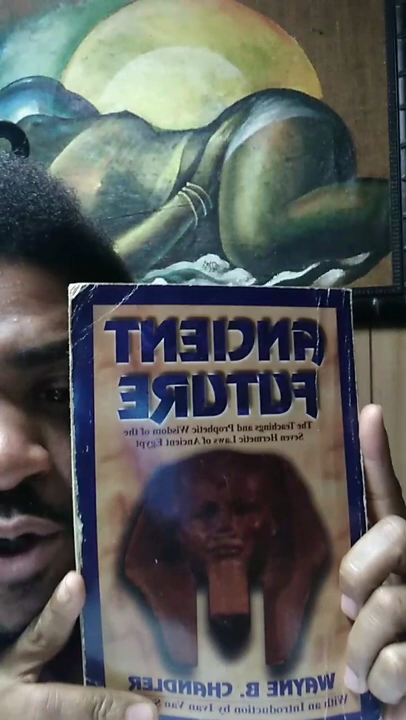 ANCIENT
FUTURE
The Teachings and Prophetic Wisdom of the
Seven Hermetic Laws of Ancient Egypt
WAYNE B. CHANDLER
With an Introduction by Ivan Van